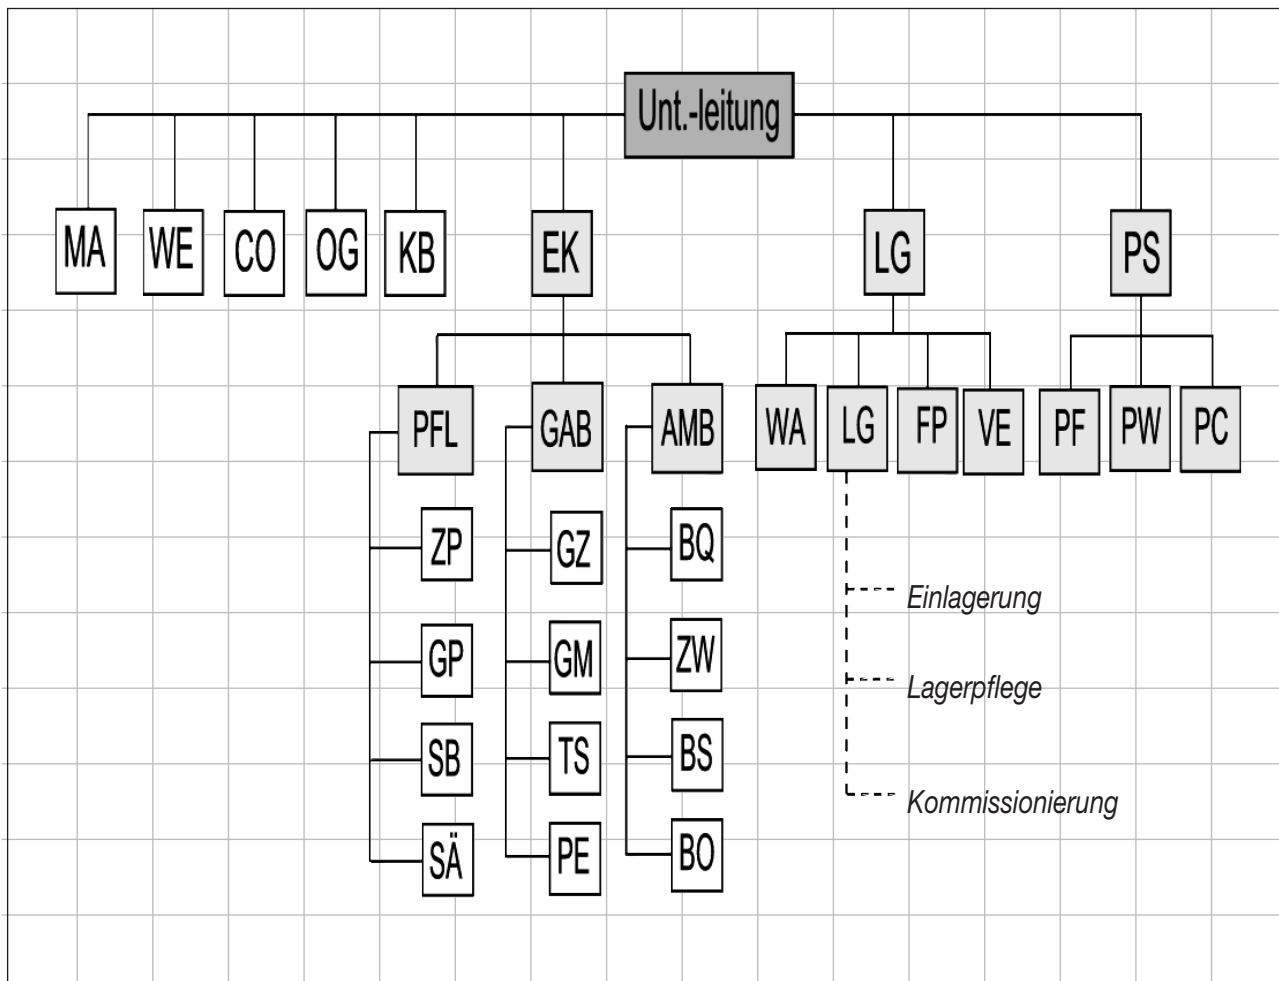 Unt.-leitung
MA
WE
CO
OG
KB
EK
LG
PS
PFL
GAB
AMB
WA
LG
FP
VE
PF
PW
PC
ZP
GZ
BQ
Einlagerung
GP
GM
ZW
Lagerpflege
SB
TS
BS
Kommissionierung
SÄ
PE
BO